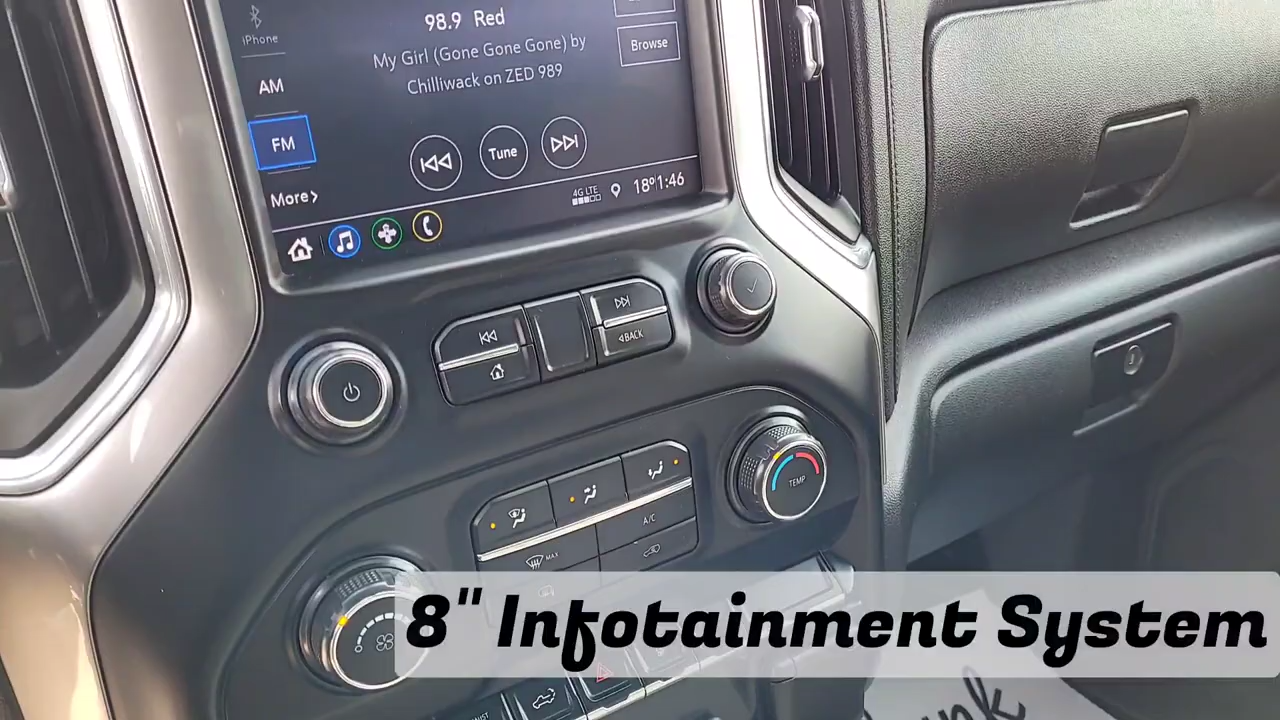 98.9 Red
iPhone
My Girl (Gone Gone Gone) by
Chilliwack on ZED 989
Browse
AM
FM
Tune
More >
4G LTE
18° 1:46
BACK
TEMP
A/C
MAX
8" Infotainment System